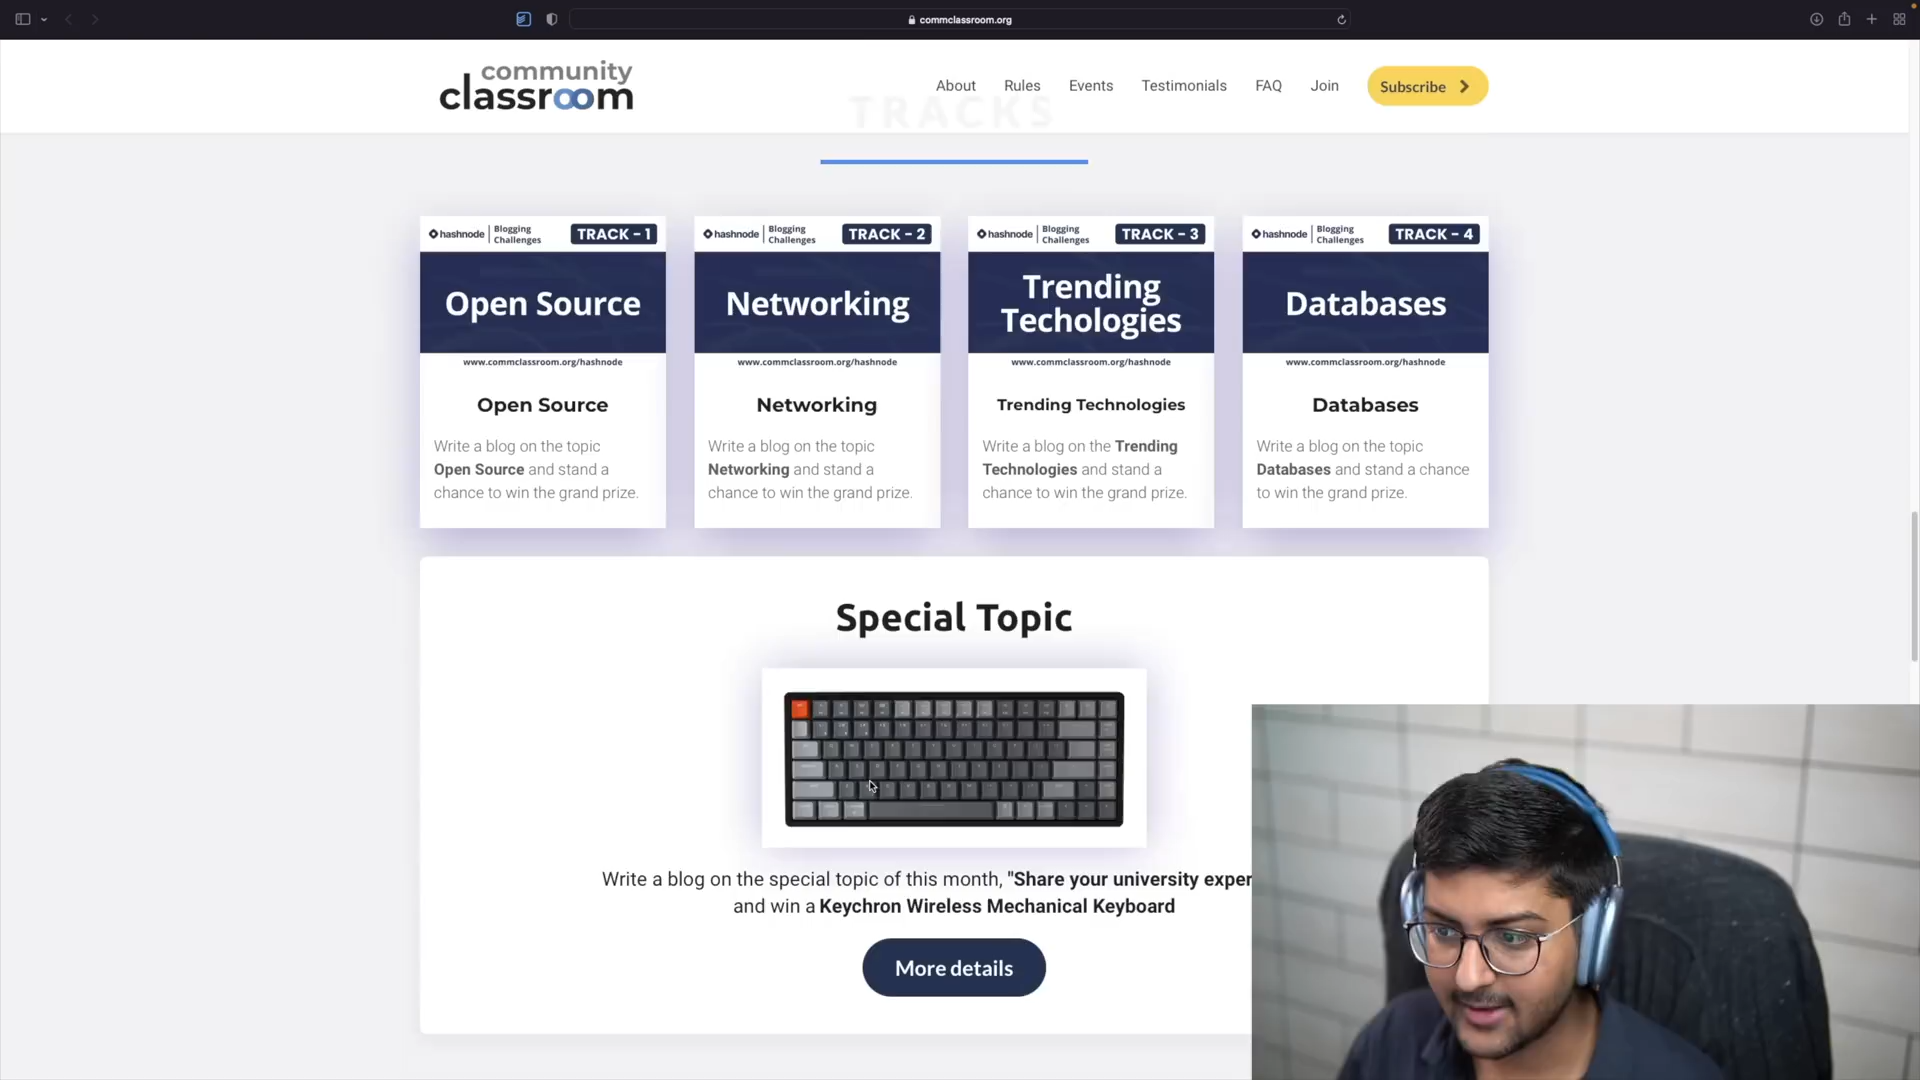 commclassroom.org
community
classroom
About
Rules
Events
Testimonials
FAQ
Join
Subscribe
TRACKS
hashnode
Blogging
Challenges
TRACK - 1
Open Source
www.commclassroom.org/hashnode
Open Source
Write a blog on the topic
Open Source and stand a
chance to win the grand prize.
hashnode
Blogging
Challenges
TRACK - 2
Networking
www.commclassroom.org/hashnode
Networking
Write a blog on the topic
Networking and stand a
chance to win the grand prize.
hashnode
Blogging
Challenges
TRACK - 3
Trending
Techologies
www.commclassroom.org/hashnode
Trending Technologies
Write a blog on the Trending
Technologies and stand a
chance to win the grand prize.
hashnode
Blogging
Challenges
TRACK - 4
Databases
www.commclassroom.org/hashnode
Databases
Write a blog on the topic
Databases and stand a chance
to win the grand prize.
Special Topic
Write a blog on the special topic of this month, "Share your university exper
and win a Keychron Wireless Mechanical Keyboard
More details